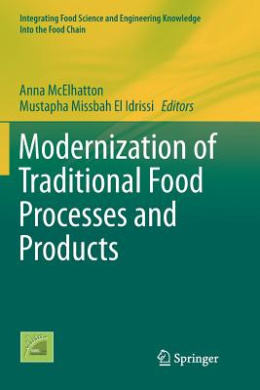 Integrating Food Science and Engineering Knowledge
Into the Food Chain
Anna McElhatton
Mustapha Missbah El Idrissi Editors
Modernization of
Traditional Food
Processes and
Products
Springer